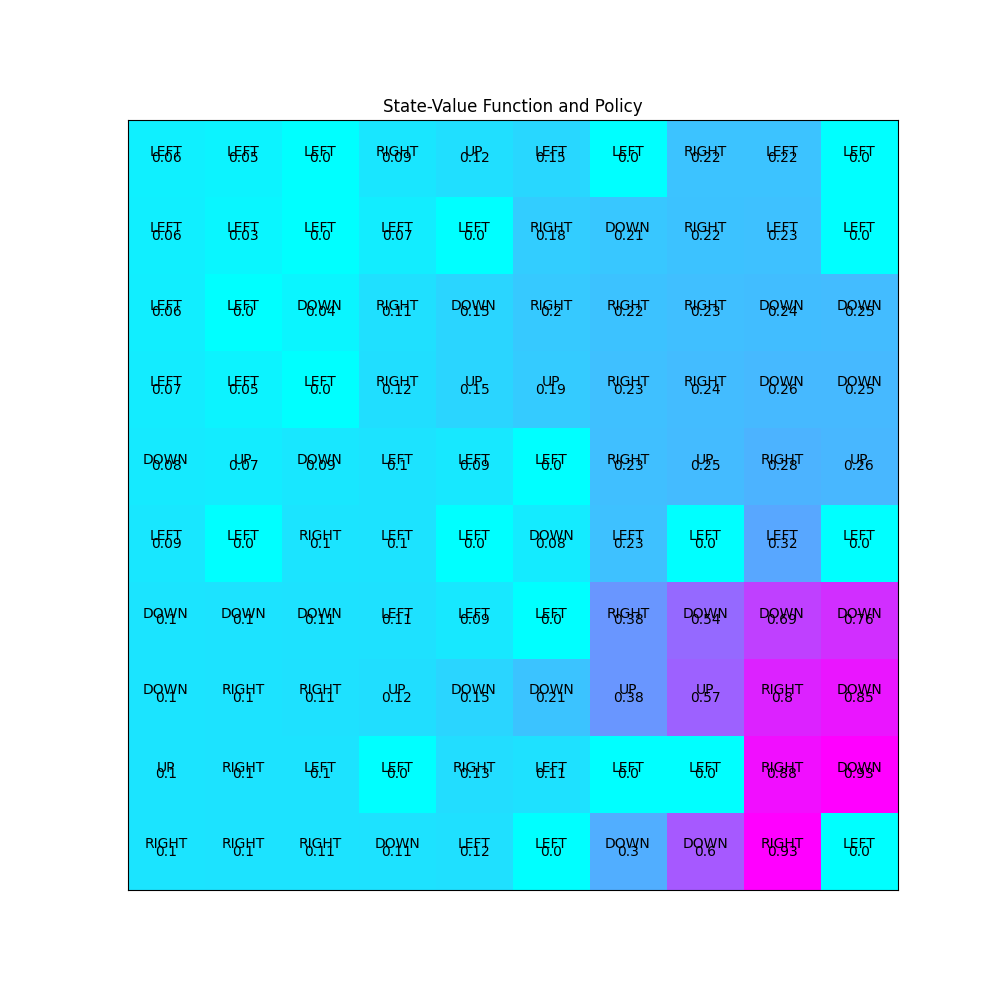 State-Value Function and Policy
LEFT LEFT LEFT RIGHT UP LEFT LEFT RIGHT LEFT LEFT
0.06 0.05 0.0 0.09 0.12 0.15 0.0 0.22 0.22 0.0
LEFT LEFT LEFT LEFT LEFT RIGHT DOWN RIGHT LEFT LEFT
0.06 0.03 0.0 0.07 0.0 0.18 0.21 0.22 0.23 0.0
LEFT LEFT DOWN RIGHT DOWN RIGHT RIGHT RIGHT DOWN DOWN
0.06 0.0 0.04 0.11 0.15 0.2 0.22 0.23 0.24 0.25
LEFT LEFT LEFT RIGHT UP UP RIGHT RIGHT DOWN DOWN
0.07 0.05 0.0 0.12 0.15 0.19 0.23 0.24 0.26 0.25
DOWN UP DOWN LEFT LEFT LEFT RIGHT UP RIGHT UP
0.08 0.07 0.09 0.1 0.09 0.0 0.23 0.25 0.28 0.26
LEFT LEFT RIGHT LEFT LEFT DOWN LEFT LEFT LEFT LEFT
0.09 0.0 0.1 0.1 0.0 0.08 0.23 0.0 0.32 0.0
DOWN DOWN DOWN LEFT LEFT LEFT RIGHT DOWN DOWN DOWN
0.1 0.1 0.11 0.11 0.09 0.0 0.38 0.54 0.69 0.76
DOWN RIGHT RIGHT UP DOWN DOWN UP UP RIGHT DOWN
0.1 0.1 0.11 0.12 0.15 0.21 0.38 0.57 0.8 0.85
UP RIGHT LEFT LEFT RIGHT LEFT LEFT LEFT RIGHT DOWN
0.1 0.1 0.1 0.0 0.13 0.11 0.0 0.0 0.88 0.93
RIGHT RIGHT RIGHT DOWN LEFT LEFT DOWN DOWN RIGHT LEFT
0.1 0.1 0.11 0.11 0.12 0.0 0.3 0.6 0.93 0.0